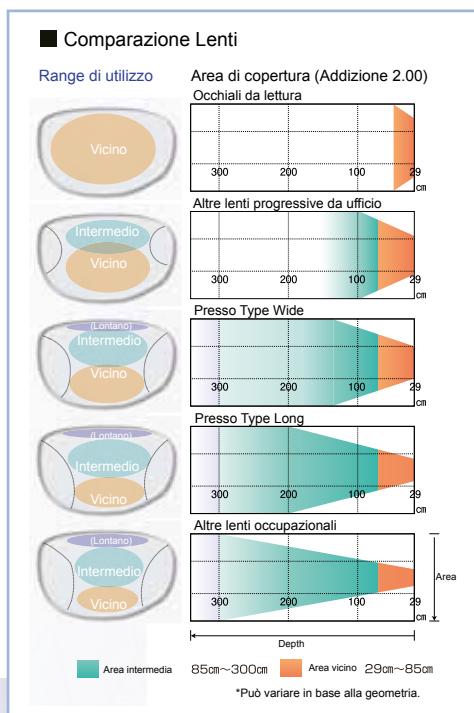 ■ Comparazione Lenti
Range di utilizzo Area di copertura (Addizione 2.00)
Occhiali da lettura
Vicino
300 200 100 29
cm
Altre lenti progressive da ufficio
Intermedio
Vicino
300 200 100 29
cm
Presso Type Wide
(Lontano)
Intermedio
Vicino
300 200 100 29
cm
Presso Type Long
(Lontano)
Intermedio
Vicino
300 200 100 29
cm
Altre lenti occupazionali
(Lontano)
Intermedio
Vicino
300 200 100 29
cm
Area
Depth
Area intermedia 85cm~300cm Area vicino 29cm~85cm
*Può variare in base alla geometria.